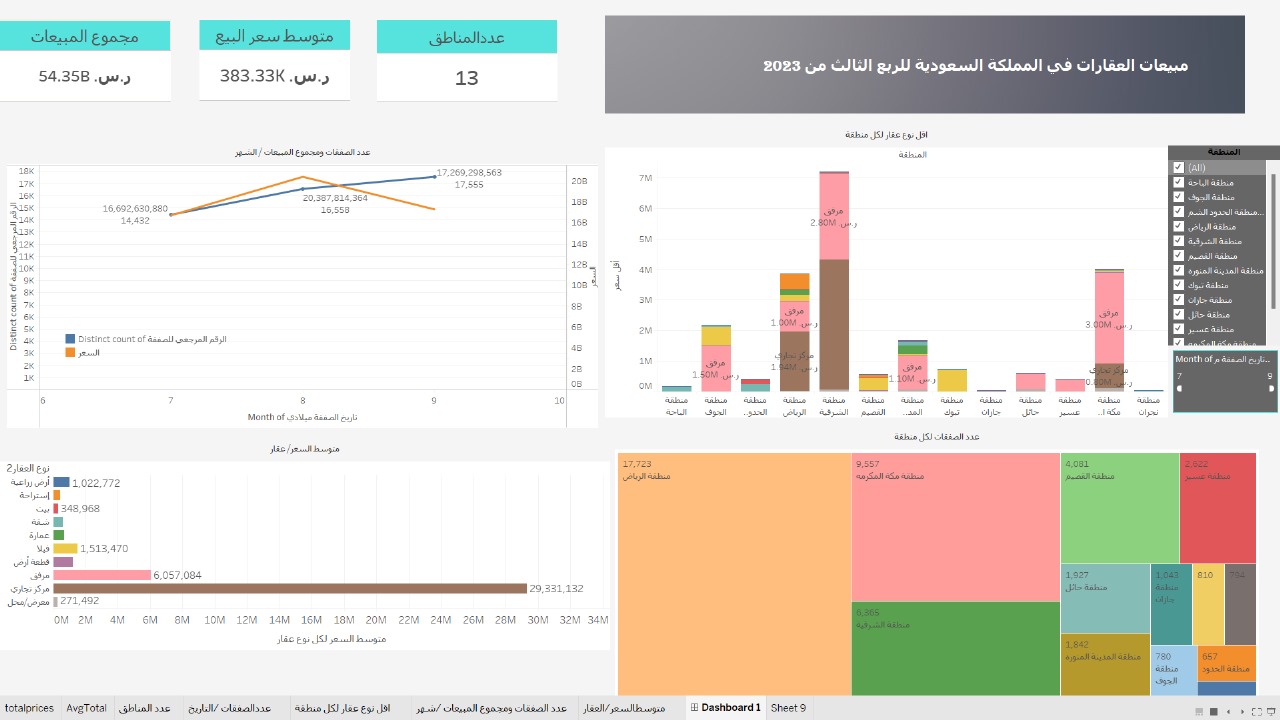 مبيعات العقارات في المملكة السعودية للربع الثالث من 2023
عددالمناطق
13
متوسط سعر البيع
ر.س. 383.33K
مجموع المبيعات
ر.س. 54.35B
عدد الصفقات ومجموع المبيعات / الشهر
18K
17K
16K
15K
14K
13K
12K
11K
10K
9K
8K
7K
6K
5K
4K
3K
2K
1K
Distinct count of الرقم المرجعي للصفقة
16,692,630,880
14,432
20,387,814,364
16,558
17,269,298,563
17,555
20B
18B
16B
14B
12B
10B
8B
6B
4B
2B
0B
السعر
Distinct count of الرقم المرجعي للصفقة
السعر
6
7
8
9
10
Month of تاريخ الصفقة ميلادي
اقل نوع عقار لكل منطقة
المنطقة
7M
6M
5M
4M
3M
2M
1M
0M
أقل سعر
مرفق
ر.س. 1.50M
مرفق
ر.س. 1.00M
مركز تجاري
ر.س. 1.94M
مرفق
ر.س. 2.80M
مرفق
ر.س. 1.10M
مرفق
ر.س. 3.00M
مركز تجاري
ر.س. 0.80M
منطقة الباحة
منطقة الجوف
منطقة الحدو..
منطقة الرياض
منطقة الشرقية
منطقة القصيم
منطقة المد..
منطقة تبوك
منطقة جازان
منطقة حائل
منطقة عسير
منطقة مكة ا..
منطقة نجران
المنطقة
(All)
منطقة الباحة
منطقة الجوف
منطقة الحدود الشم...
منطقة الرياض
منطقة الشرقية
منطقة القصيم
منطقة المدينة المنوره
منطقة تبوك
منطقة جازان
منطقة حائل
منطقة عسير
منطقة مكة المكرمه
Month of تاريخ الصفقة م..
7
9
متوسط السعر/ عقار
نوع العقار2
أرض زراعية
1,022,772
إستراحة
بيت
348,968
شقة
عمارة
فيلا
1,513,470
قطعة أرض
مرفق
6,057,084
مركز تجاري
29,331,132
معرض/محل
271,492
0M 2M 4M 6M 8M 10M 12M 14M 16M 18M 20M 22M 24M 26M 28M 30M 32M 34M
متوسط السعر لكل نوع عقار
عدد الصفقات لكل منطقة
17,723
منطقة الرياض
9,557
منطقة مكة المكرمه
6,365
منطقة الشرقية
4,081
منطقة القصيم
2,622
منطقة عسير
1,927
منطقة حائل
1,842
منطقة المدينة المنوره
1,043
منطقة
جازان
810
794
780
منطقة
الجوف
657
منطقة الحدود
totalprices
AvgTotal
عدد المناطق
عددالصفقات /التاريخ
اقل نوع عقار لكل منطقة
عدد الصفقات ومجموع المبيعات /شهر
متوسطالسعر/العقار
Dashboard 1
Sheet 9